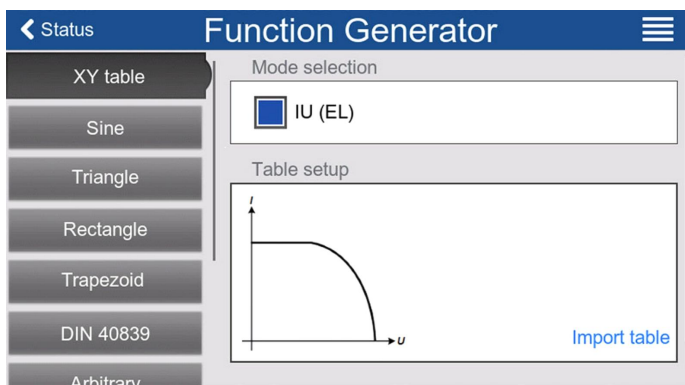 Status
Function Generator
XY table
Sine
Triangle
Rectangle
Trapezoid
DIN 40839
Arbitrary
Mode selection
IU (EL)
Table setup
I
U
Import table